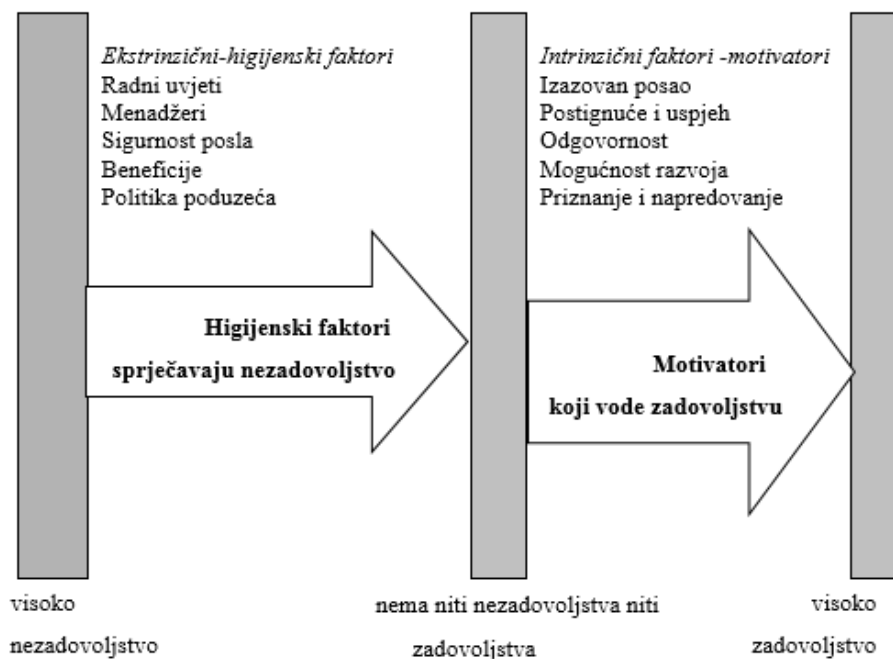 Ekstrinzični-higijenski faktori
Radni uvjeti
Menadžeri
Sigurnost posla
Beneficije
Politika poduzeća
Intrinzični faktori -motivatori
Izazovan posao
Postignuće i uspjeh
Odgovornost
Mogućnost razvoja
Priznanje i napredovanje
Higijenski faktori
sprječavaju nezadovoljstvo
Motivatori
koji vode zadovoljstvu
visoko
nezadovoljstvo
nema niti nezadovoljstva niti
zadovoljstva
visoko
zadovoljstvo